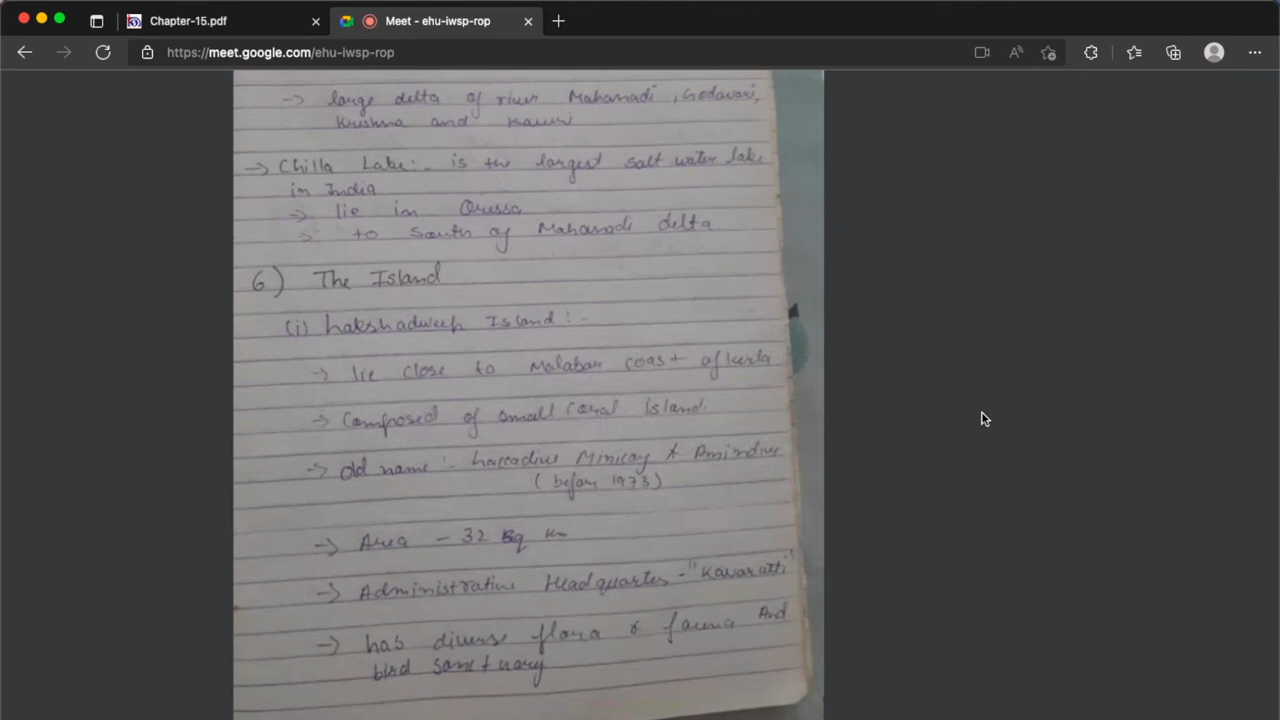 Chapter-15.pdf
Meet - ehu-iwsp-rop
https://meet.google.com/ehu-iwsp-rop
→ large delta of river Mahanadi, Godavari,
Krishna and Kaveri
→ Chilla Lake:- is the largest salt water lake
in India
→ lie in Orissa
→ to South of Mahanadi delta.
6) The Island
(i) Lakshadweep Island:-
→ lie close to Malabar coast of kerla
→ Composed of small Coral island.
→ Old name:- Laccadive Minicoy & Amindive
(before 1973)
→ Area - 32 Sq Km
→ Administrative Headquarter - "Kavaratti"
→ has diverse flora & fauna And
bird sanctuary